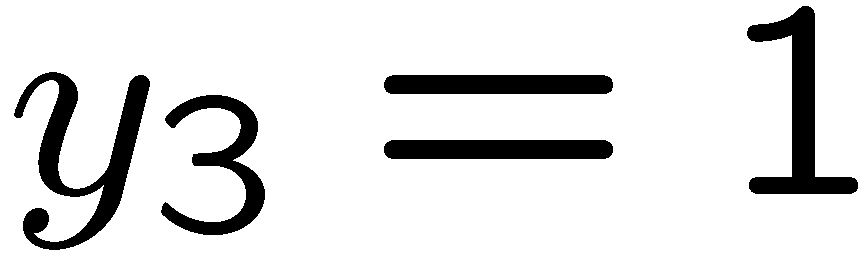 y₃ = 1